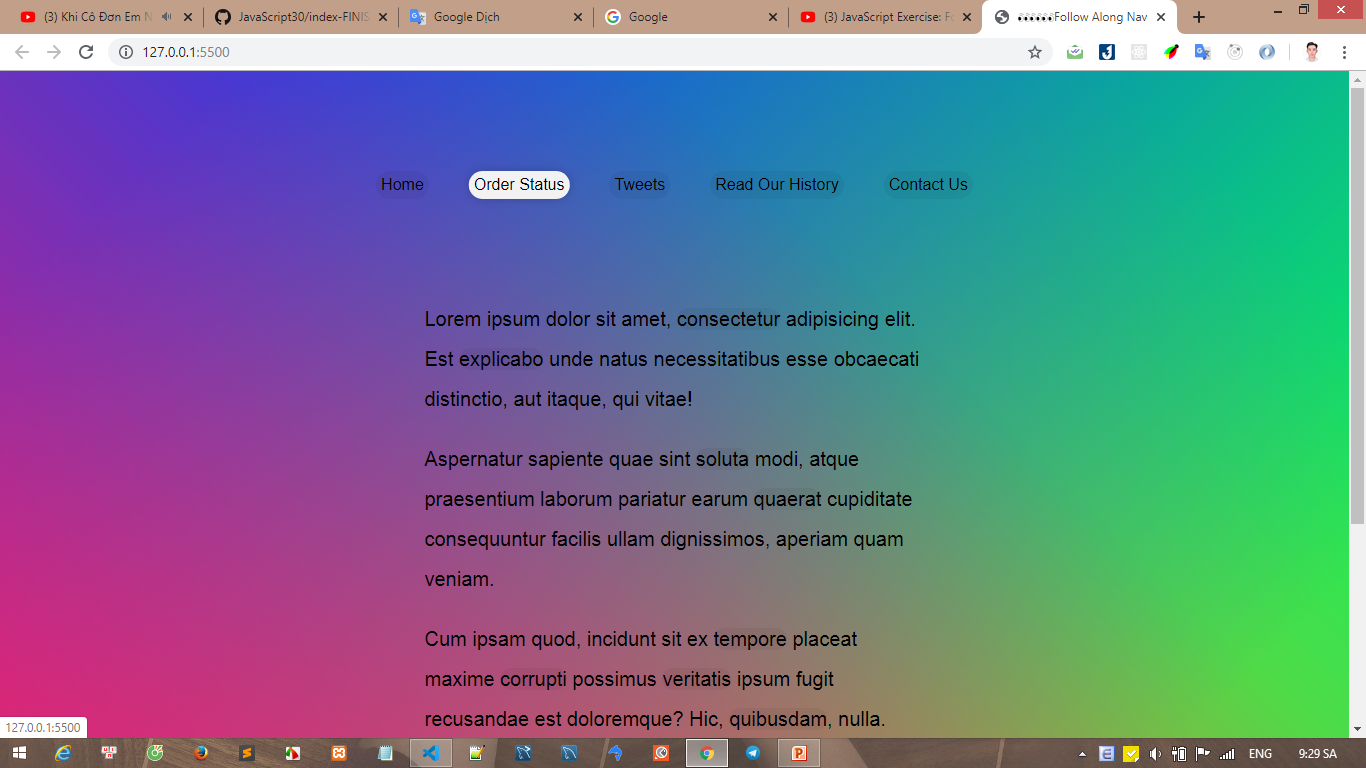 (3) Khi Cô Đơn Em N
JavaScript30/index-FINIS
Google Dịch
Google
(3) JavaScript Exercise: Fo
Follow Along Nav
127.0.0.1:5500
Home Order Status Tweets Read Our History Contact Us
Lorem ipsum dolor sit amet, consectetur adipisicing elit.
Est explicabo unde natus necessitatibus esse obcaecati
distinctio, aut itaque, qui vitae!
Aspernatur sapiente quae sint soluta modi, atque
praesentium laborum pariatur earum quaerat cupiditate
consequuntur facilis ullam dignissimos, aperiam quam
veniam.
Cum ipsam quod, incidunt sit ex tempore placeat
maxime corrupti possimus veritatis ipsum fugit
recusandae est doloremque? Hic, quibusdam, nulla.
127.0.0.1:5500
ENG
9:29 SA